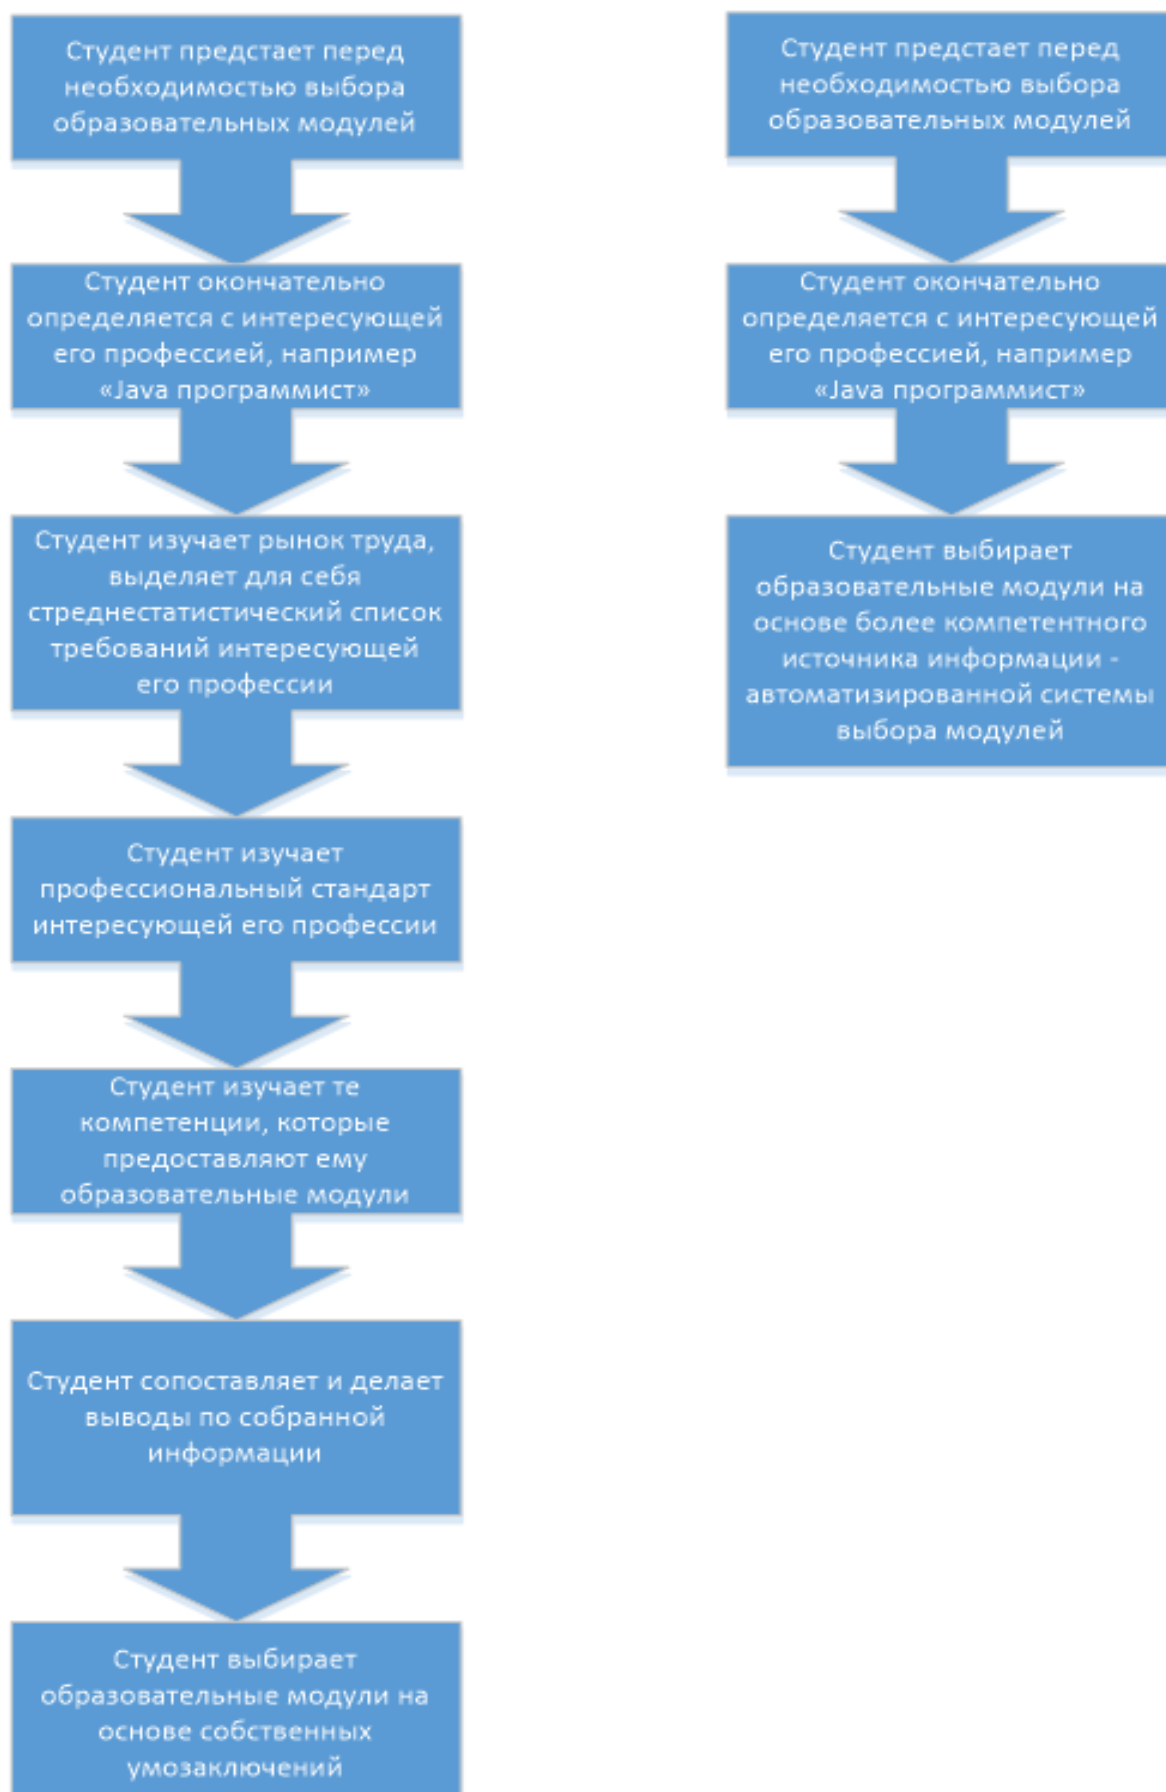 Студент предстает перед
необходимостью выбора
образовательных модулей
Студент окончательно
определяется с интересующей
его профессией, например
«Java программист»
Студент изучает рынок труда,
выделяет для себя
стреднестатистический список
требований интересующей
его профессии
Студент изучает
профессиональный стандарт
интересующей его профессии
Студент изучает те
компетенции, которые
предоставляют ему
образовательные модули
Студент сопоставляет и делает
выводы по собранной
информации
Студент выбирает
образовательные модули на
основе собственных
умозаключений
Студент предстает перед
необходимостью выбора
образовательных модулей
Студент окончательно
определяется с интересующей
его профессией, например
«Java программист»
Студент выбирает
образовательные модули на
основе более компетентного
источника информации -
автоматизированной системы
выбора модулей